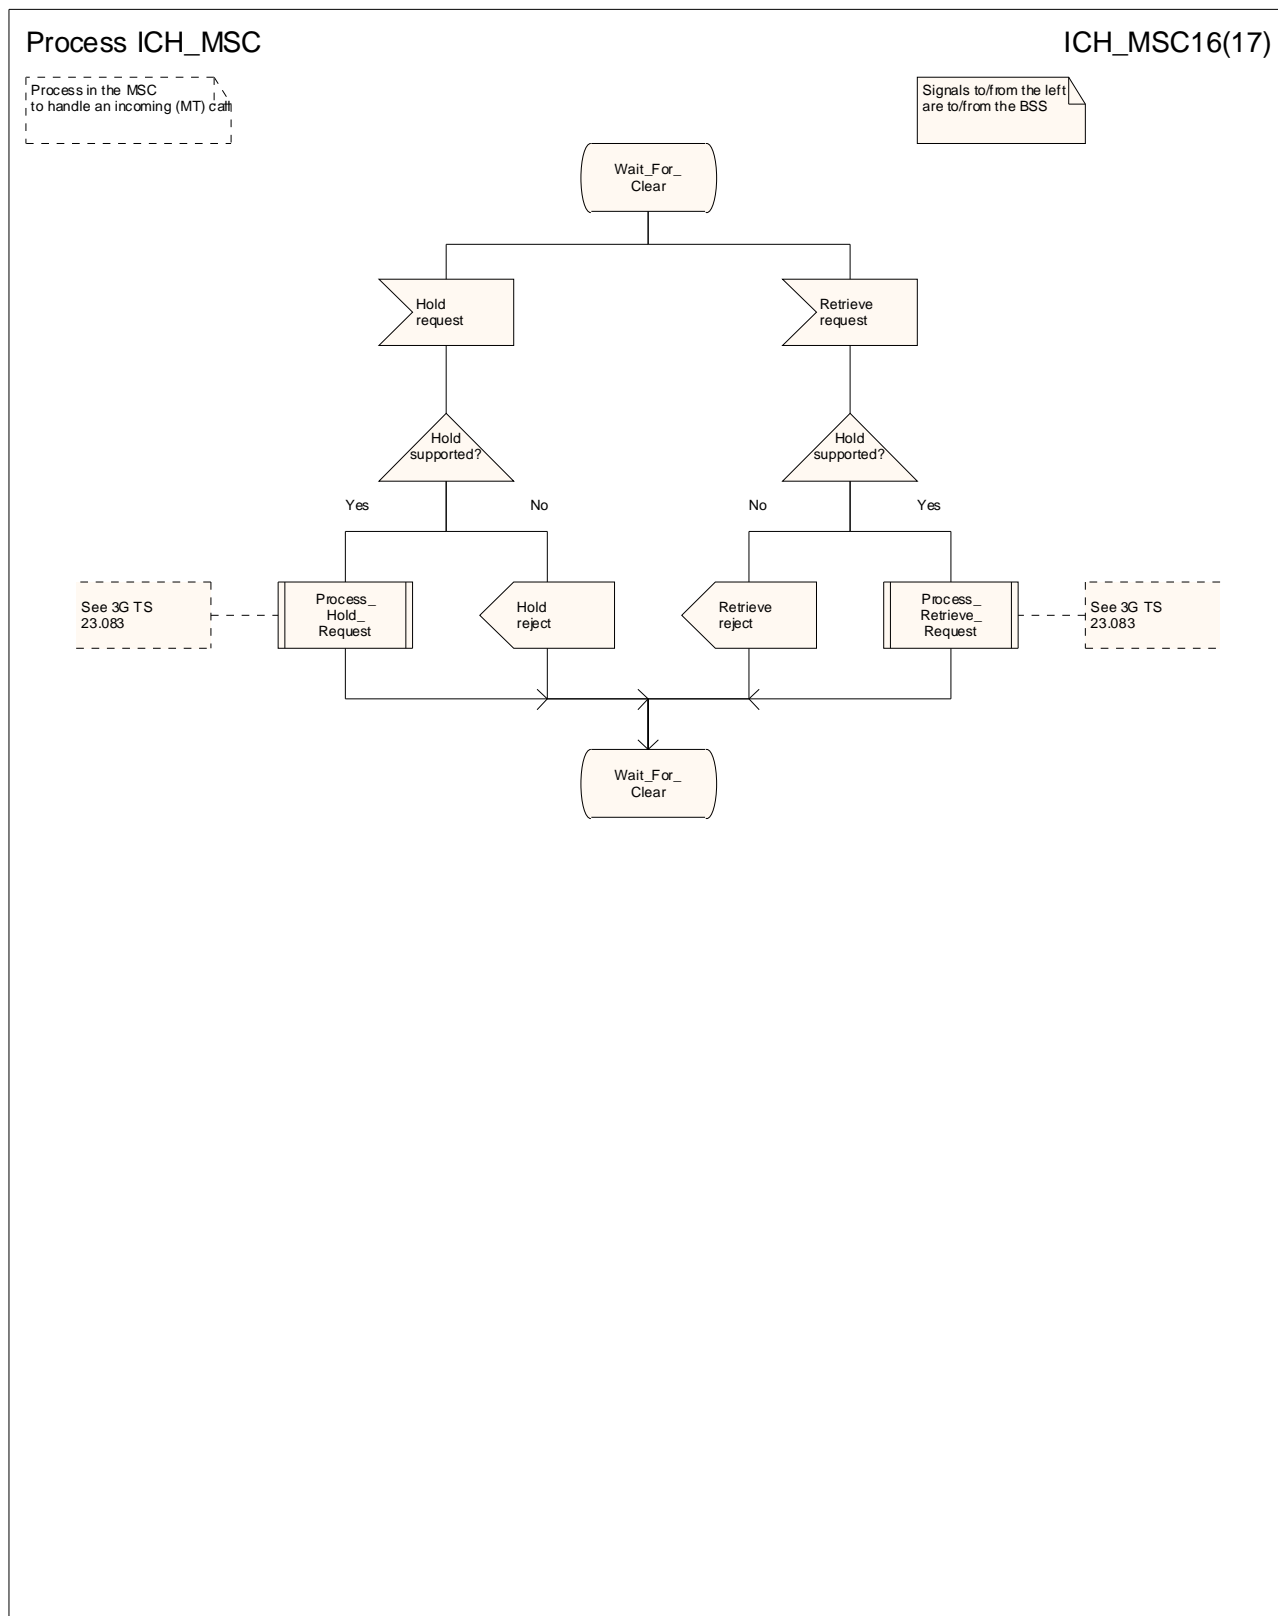 Process ICH_MSC
ICH_MSC16(17)
Process in the MSC
to handle an incoming (MT) call
Signals to/from the left
are to/from the BSS
Wait_For_
Clear
Hold
request
Retrieve
request
Hold
supported?
Hold
supported?
Yes
No
No
Yes
See 3G TS
23.083
Process_
Hold_
Request
Hold
reject
Retrieve
reject
Process_
Retrieve_
Request
See 3G TS
23.083
Wait_For_
Clear